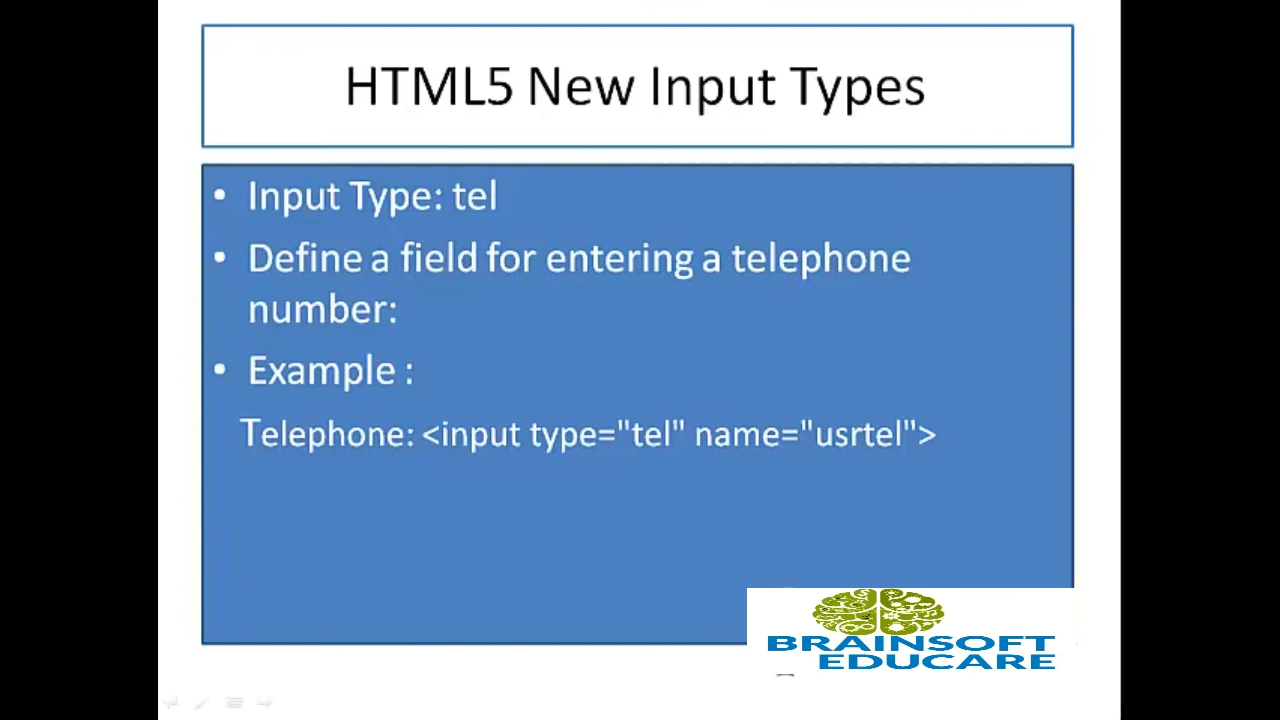 HTML5 New Input Types
• Input Type: tel
• Define a field for entering a telephone
number:
• Example :
Telephone: <input type="tel" name="usrtel">
BRAINSOFT
EDUCARE